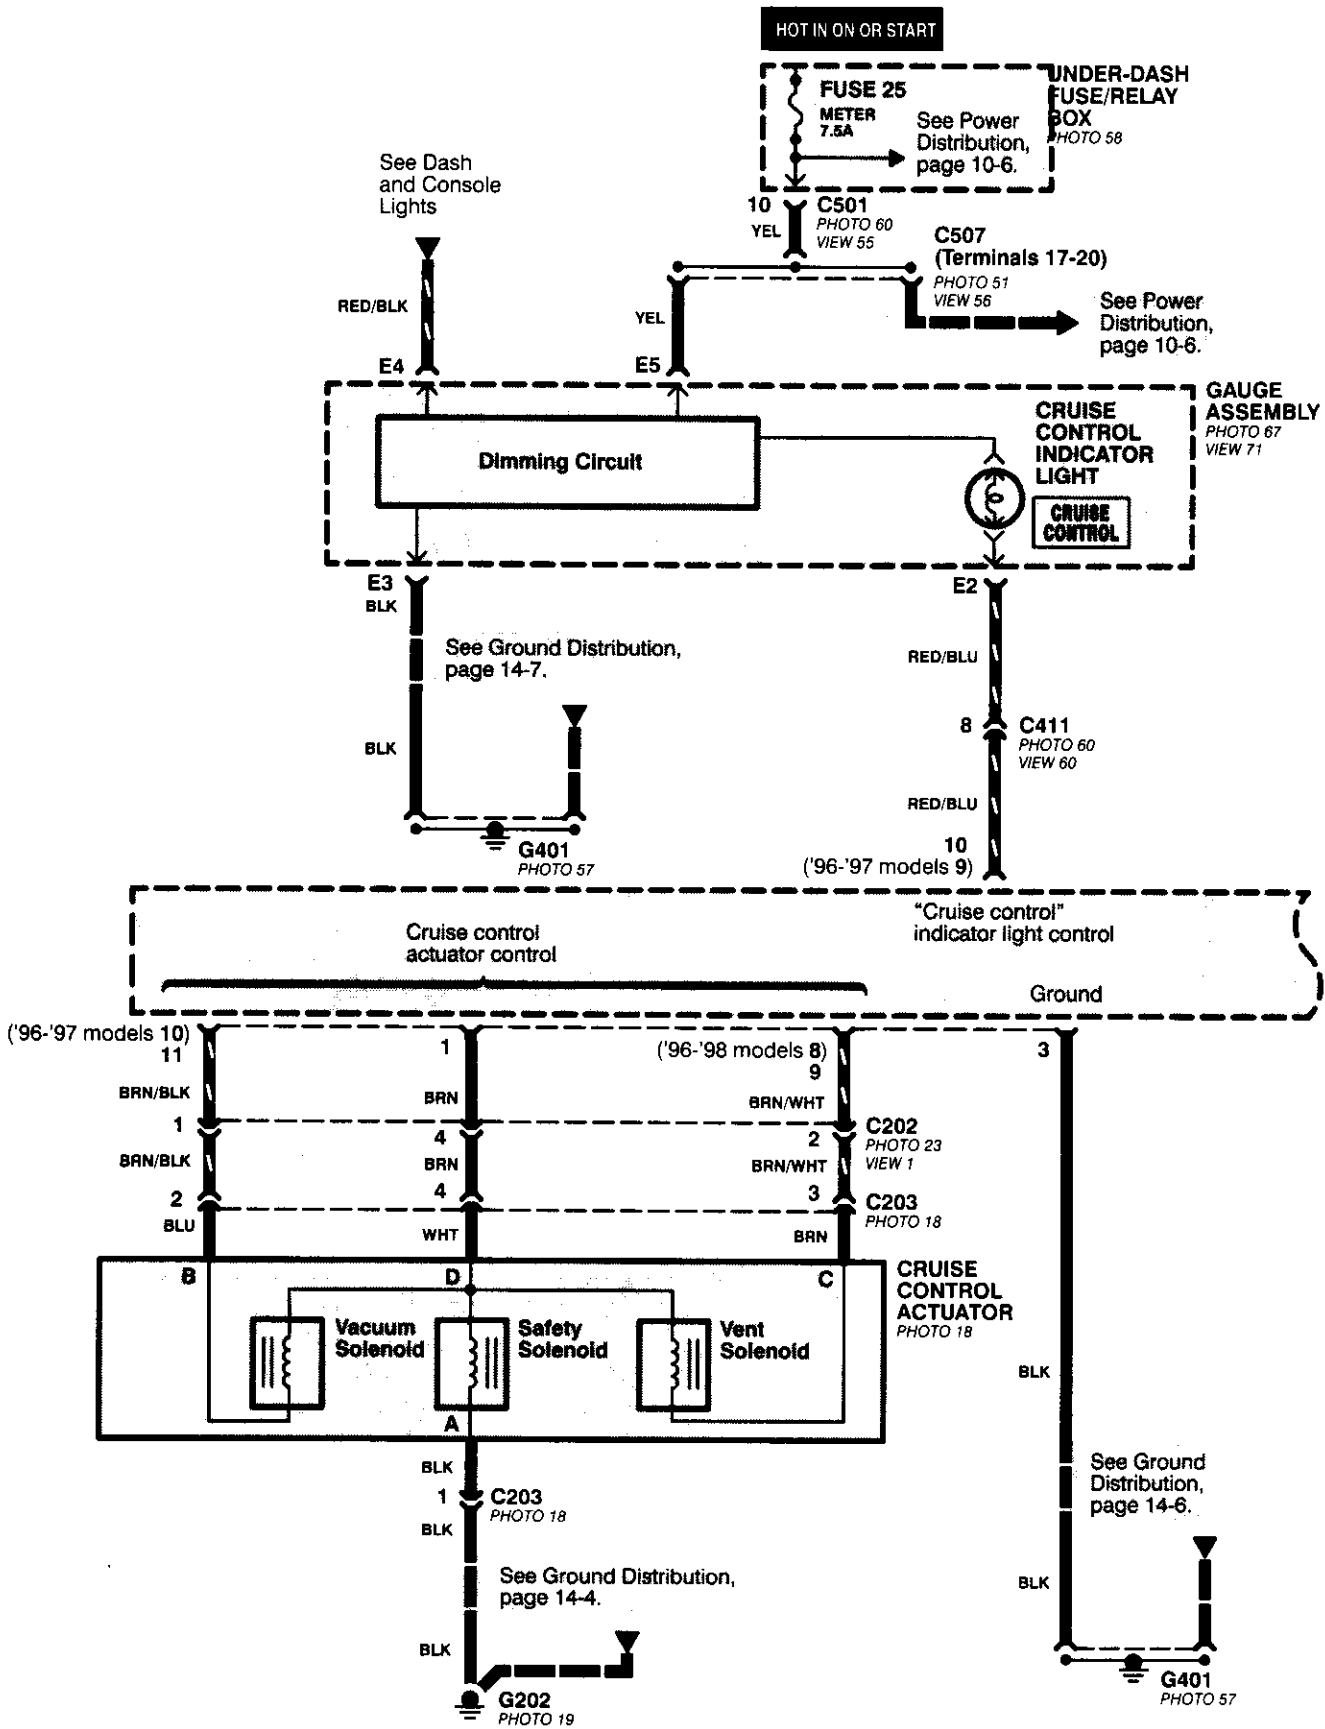 HOT IN ON OR START
FUSE 25
METER
7.5A
UNDER-DASH
FUSE/RELAY
BOX
PHOTO 58
See Power
Distribution,
page 10-6.
See Dash
and Console
Lights
10
C501
YEL
PHOTO 60
VIEW 55
C507
(Terminals 17-20)
PHOTO 51
VIEW 56
RED/BLK
YEL
See Power
Distribution,
page 10-6.
E4
E5
GAUGE
ASSEMBLY
PHOTO 67
VIEW 71
CRUISE
CONTROL
INDICATOR
LIGHT
Dimming Circuit
CRUISE
CONTROL
E3
BLK
E2
See Ground Distribution,
page 14-7.
RED/BLU
BLK
8
C411
PHOTO 60
VIEW 60
RED/BLU
G401
PHOTO 57
10
('96-'97 models 9)
Cruise control
actuator control
"Cruise control"
indicator light control
Ground
('96-'97 models 10)
11
1
('96-'98 models 8)
9
3
BRN/BLK
BRN
BRN/WHT
1
4
2
C202
PHOTO 23
VIEW 1
BRN/BLK
BRN
BRN/WHT
2
4
3
C203
PHOTO 18
BLU
WHT
BRN
B
D
C
CRUISE
CONTROL
ACTUATOR
PHOTO 18
Vacuum
Solenoid
Safety
Solenoid
Vent
Solenoid
BLK
A
BLK
1
C203
PHOTO 18
BLK
See Ground
Distribution,
page 14-6.
See Ground Distribution,
page 14-4.
BLK
BLK
G202
PHOTO 19
G401
PHOTO 57